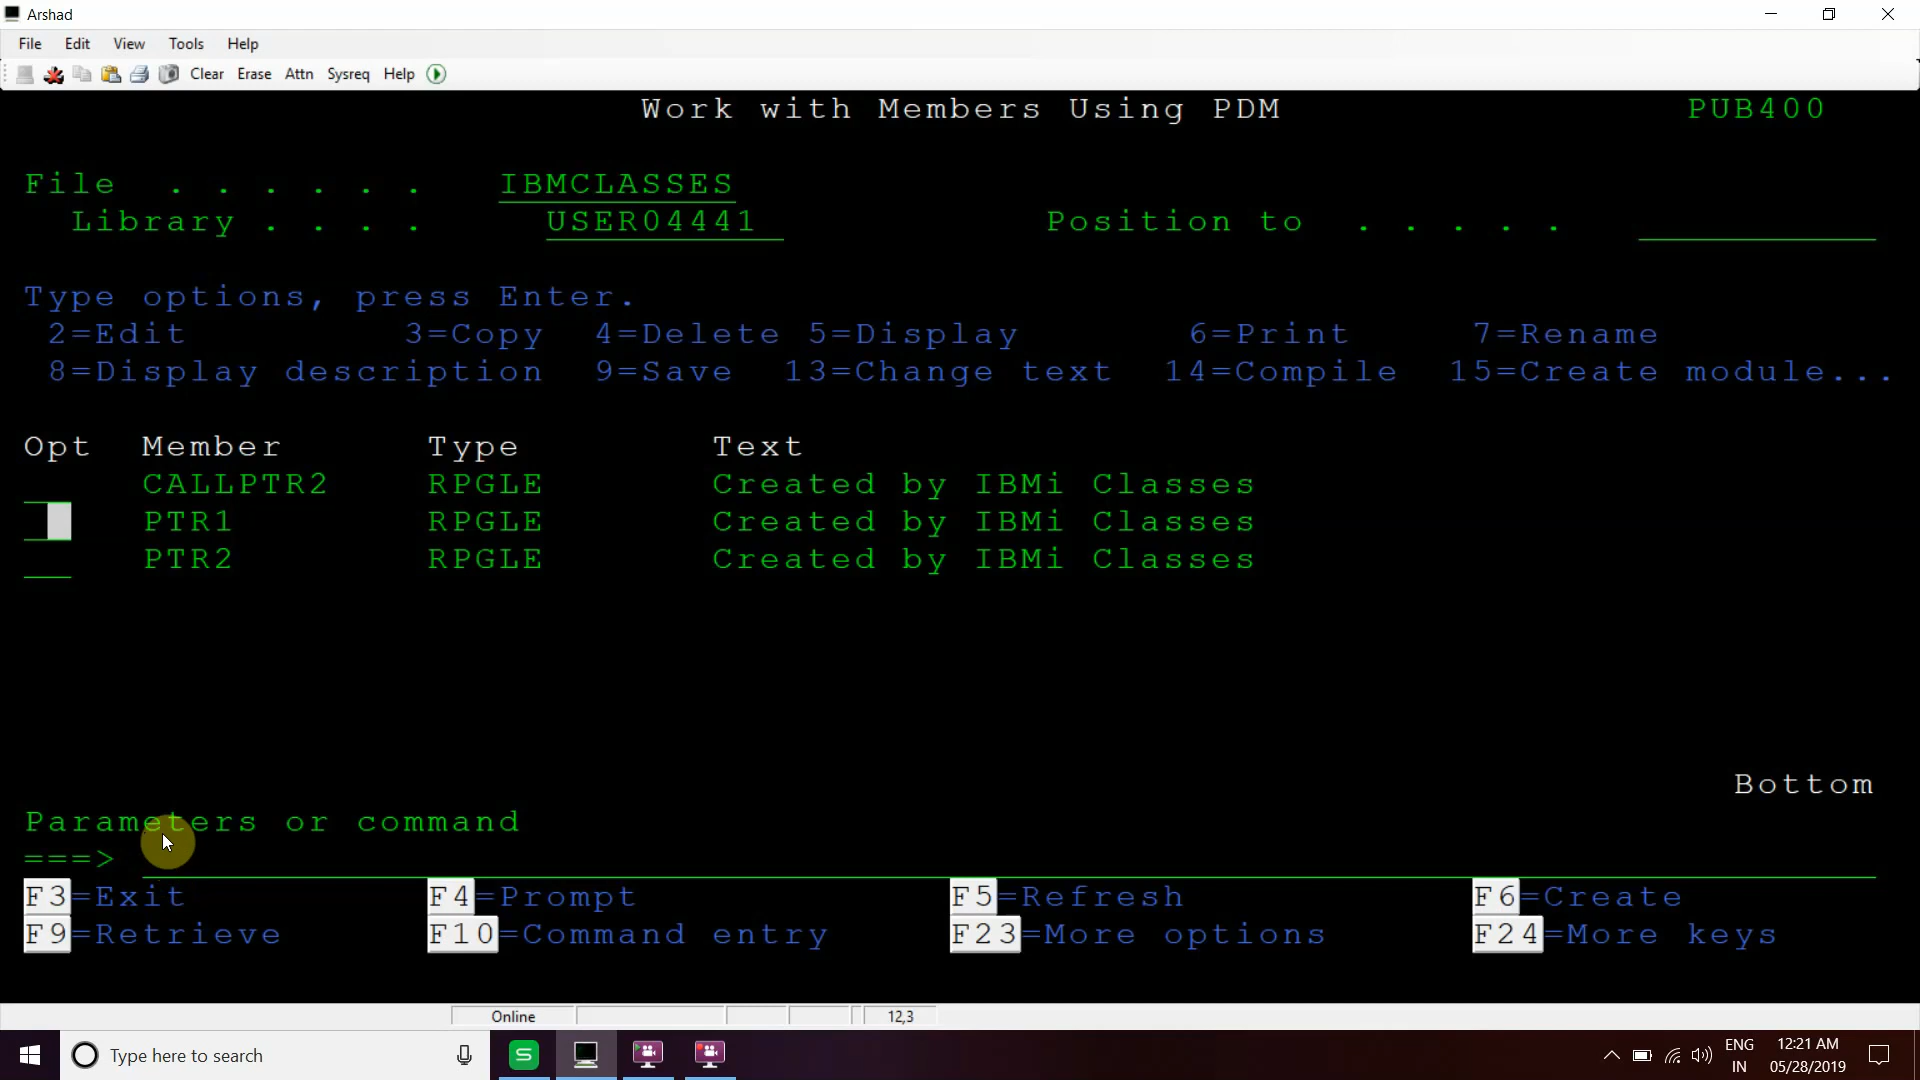 Arshad
File Edit View Tools Help
Clear Erase Attn Sysreq Help
Work with Members Using PDM PUB400
File . . . . . . IBMCLASSES
Library . . . . USER04441 Position to . . . . .
Type options, press Enter.
2=Edit 3=Copy 4=Delete 5=Display 6=Print 7=Rename
8=Display description 9=Save 13=Change text 14=Compile 15=Create module...
Opt Member Type Text
CALLPTR2 RPGLE Created by IBMi Classes
PTR1 RPGLE Created by IBMi Classes
PTR2 RPGLE Created by IBMi Classes
Bottom
Parameters or command
===>
F3=Exit F4=Prompt F5=Refresh F6=Create
F9=Retrieve F10=Command entry F23=More options F24=More keys
Online 12,3
Type here to search S ENG 12:21 AM
IN 05/28/2019